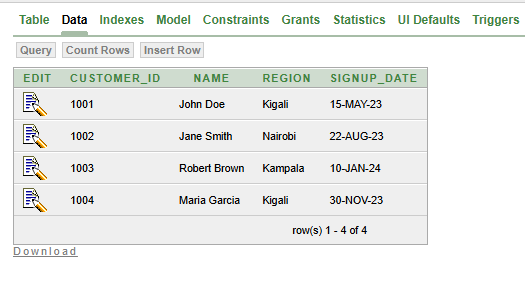 Table Data Indexes Model Constraints Grants Statistics UI Defaults Triggers
Query Count Rows Insert Row
EDIT CUSTOMER_ID NAME REGION SIGNUP_DATE
1001 John Doe Kigali 15-MAY-23
1002 Jane Smith Nairobi 22-AUG-23
1003 Robert Brown Kampala 10-JAN-24
1004 Maria Garcia Kigali 30-NOV-23
row(s) 1 - 4 of 4
Download